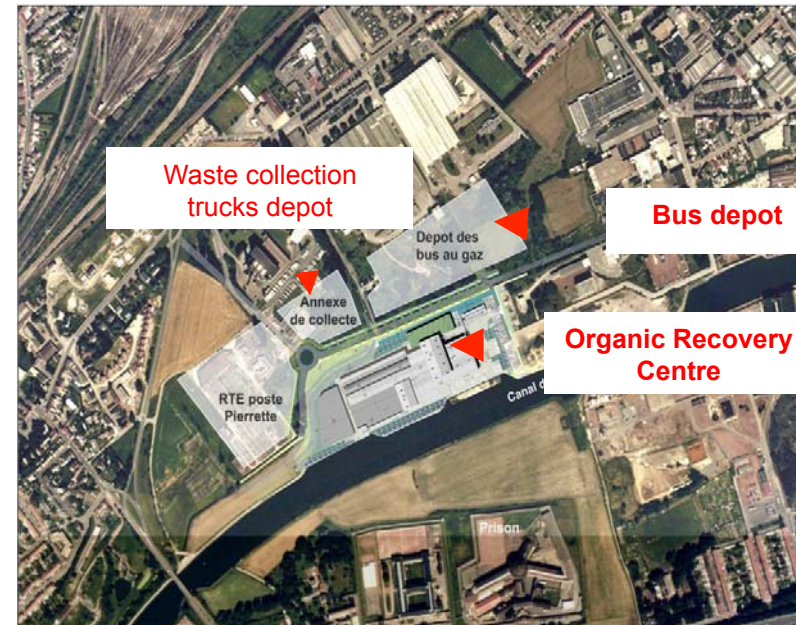 Waste collection
trucks depot
Bus depot
Depot des
bus au gaz
Annexe
de collecte
Organic Recovery
Centre
RTE poste
Pierrette
Canal d
Prison